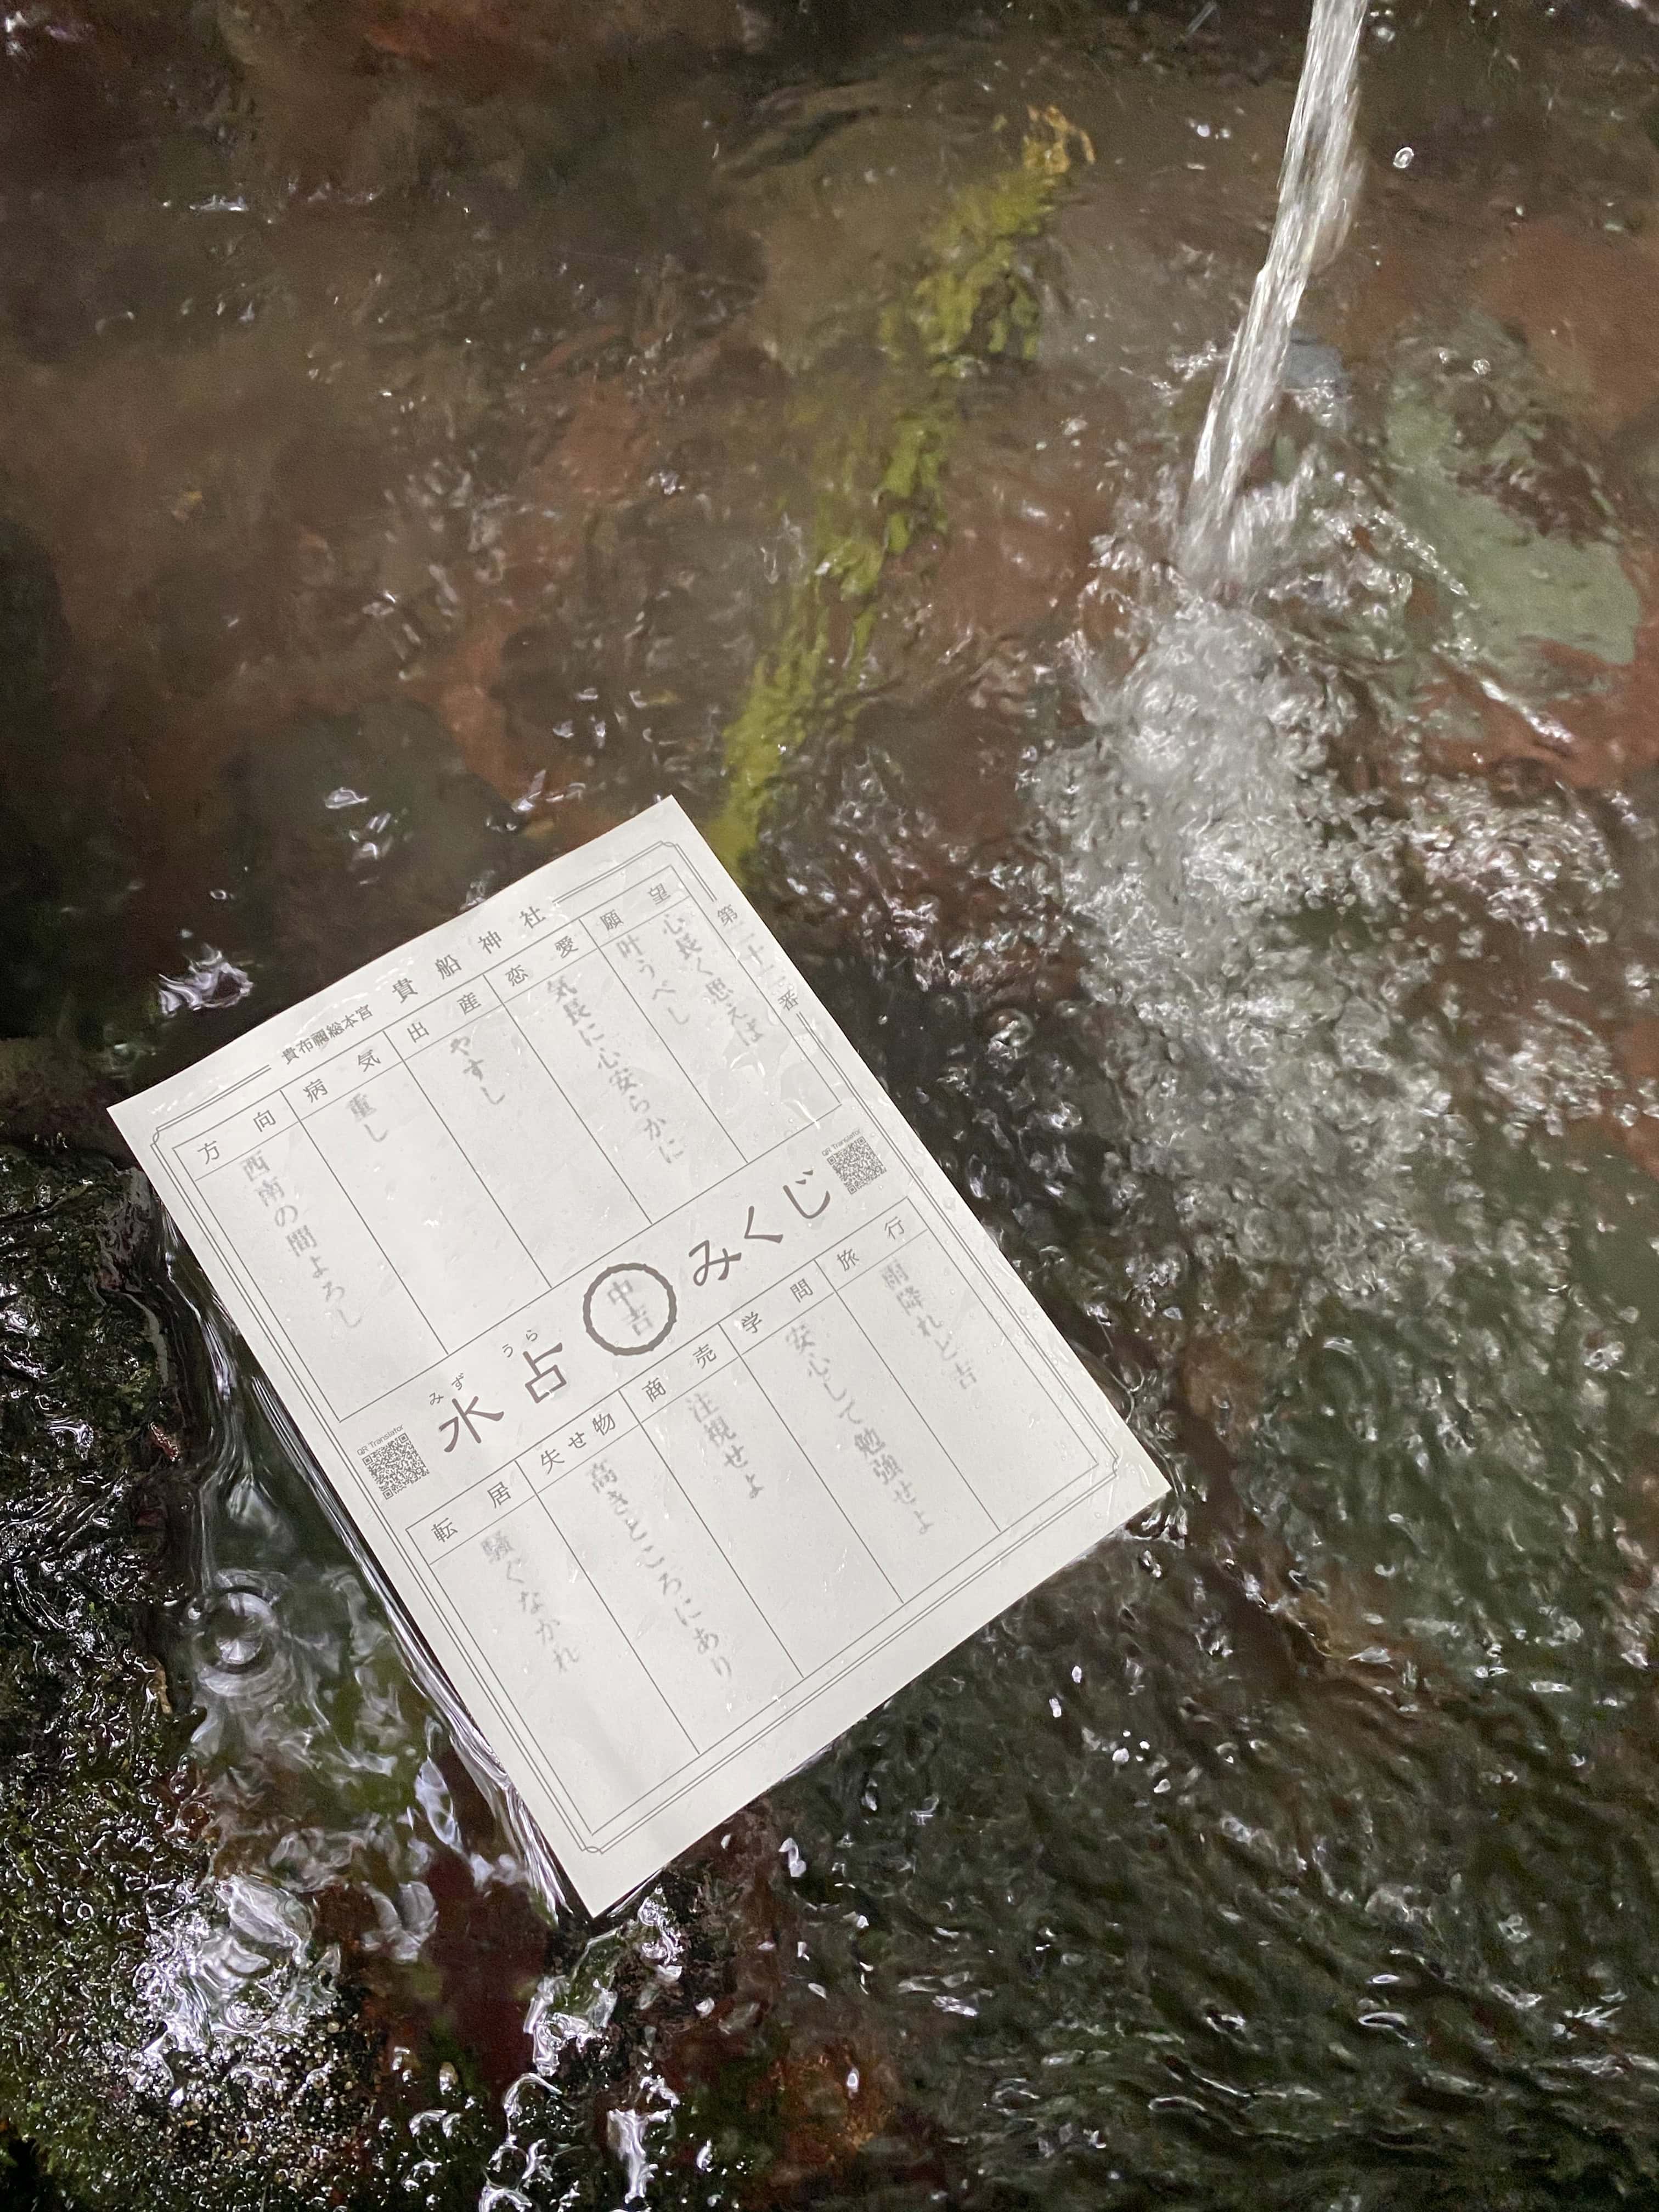 貴布禰総本宮 貴船神社
願望
心長く思えば
叶うべし
恋愛
気長に心安らかに
出産
やすし
病気
重し
方向
西南の間よろし
QR Translator
みくじ
中吉
みず うら
水占
QR Translator
旅行
雨降れど吉
学問
安心して勉強せよ
商売
注視せよ
失せ物
高きところにあり
転居
騒ぐなかれ